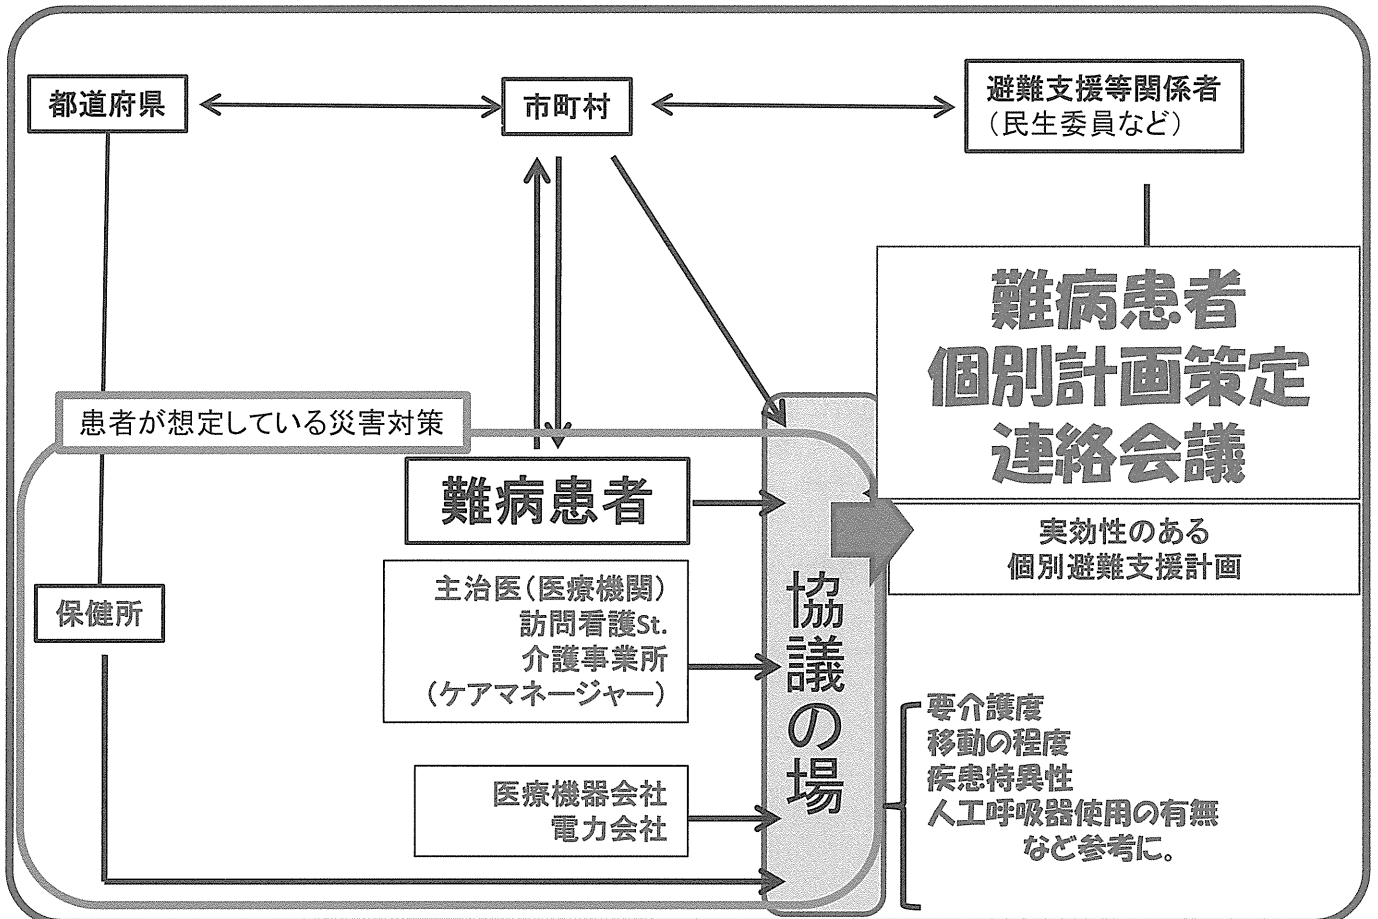 都道府県
市町村
避難支援等関係者
（民生委員など）
難病患者
個別計画策定
連絡会議
患者が想定している災害対策
難病患者
実効性のある
個別避難支援計画
保健所
主治医（医療機関）
訪問看護St.
介護事業所
（ケアマネージャー）
協議の場
医療機器会社
電力会社
要介護度
移動の程度
疾患特異性
人工呼吸器使用の有無
など参考に。